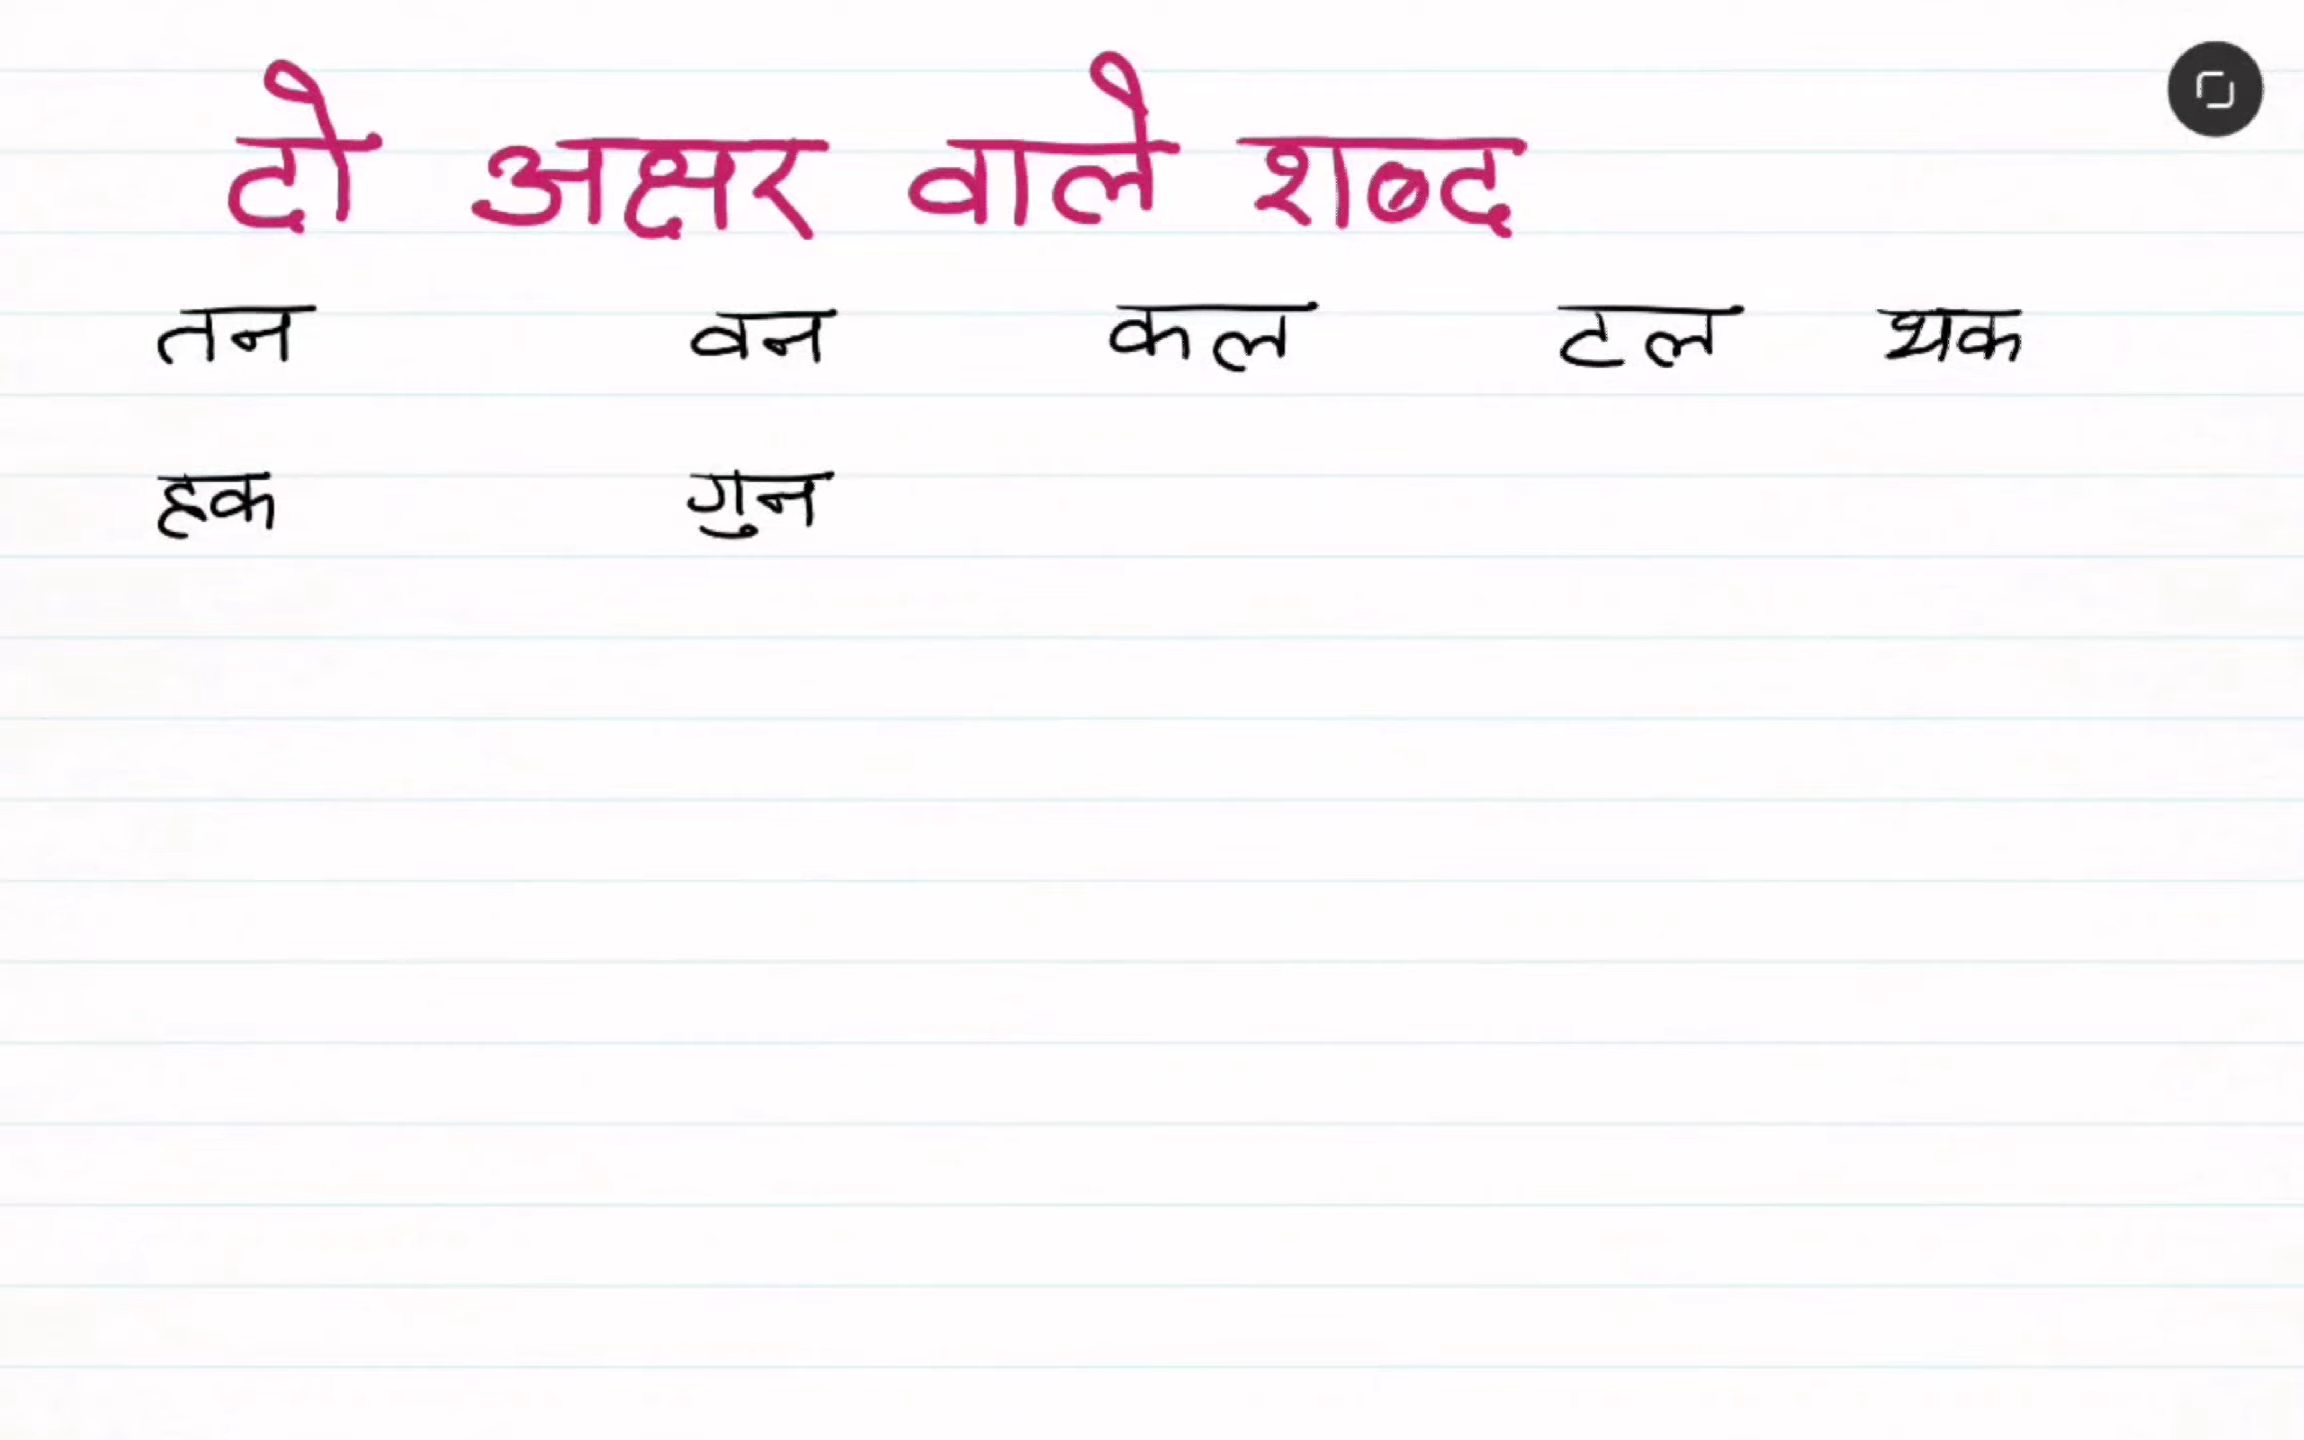 दो अक्षर वाले शब्द
तन वन कल टल थक
हक गुन